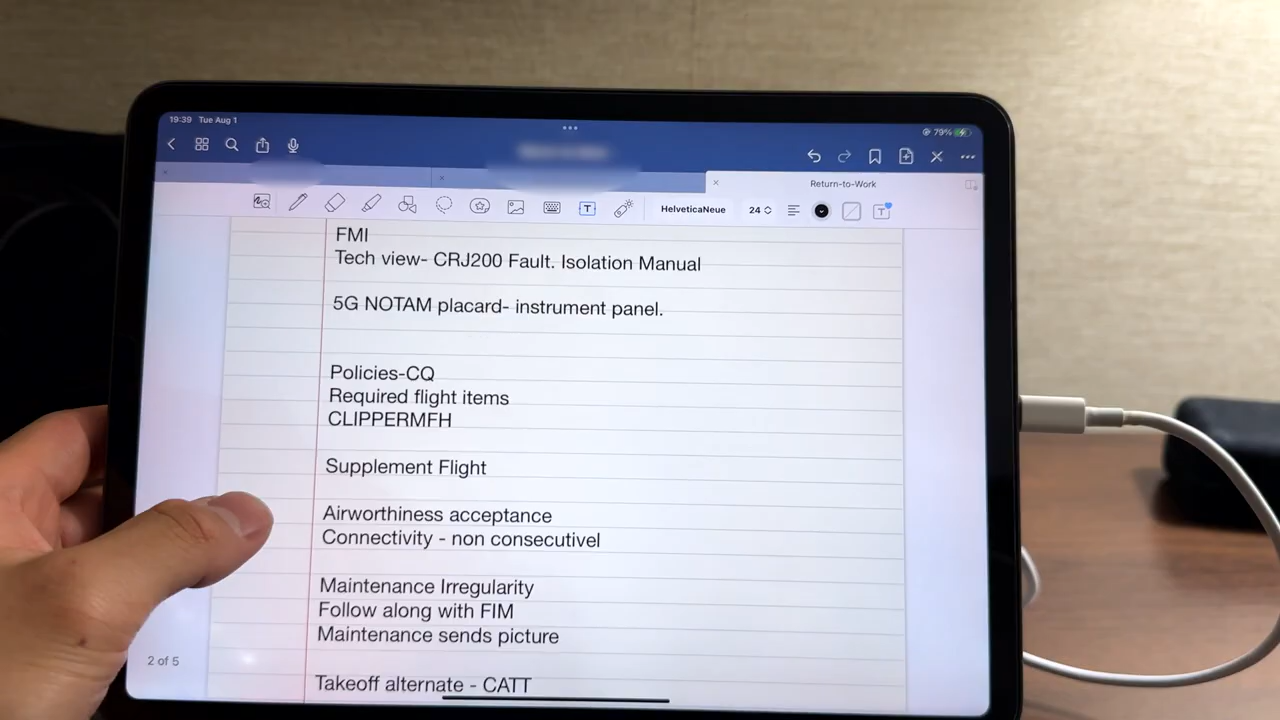 19:39 Tue Aug 1
79%
Return-to-Work
HelveticaNeue 24
FMI
Tech view- CRJ200 Fault. Isolation Manual
5G NOTAM placard- instrument panel.
Policies-CQ
Required flight items
CLIPPERMFH
Supplement Flight
Airworthiness acceptance
Connectivity - non consecutivel
Maintenance Irregularity
Follow along with FIM
Maintenance sends picture
2 of 5
Takeoff alternate - CATT